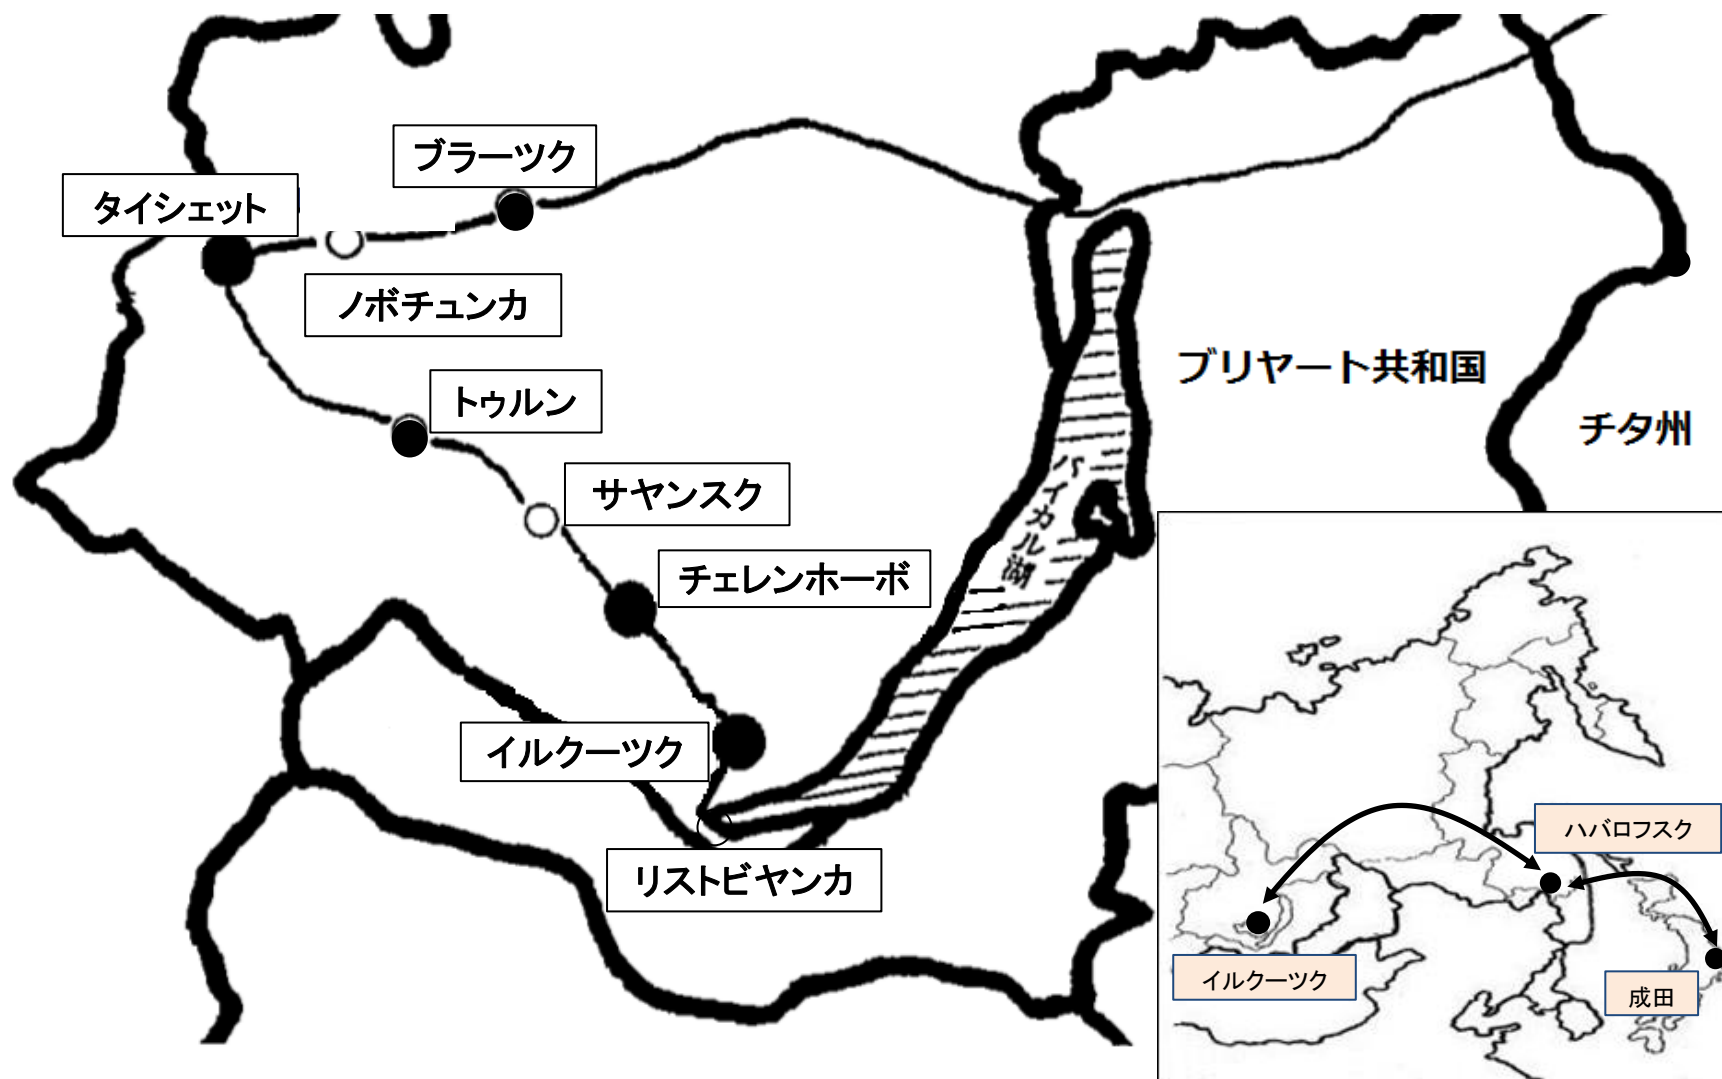 ブラーツク
タイシェット
ノボチュンカ
ブリヤート共和国
トゥルン
チタ州
バイカル湖
サヤンスク
チェレンホーボ
イルクーツク
リストビヤンカ
ハバロフスク
イルクーツク
成田